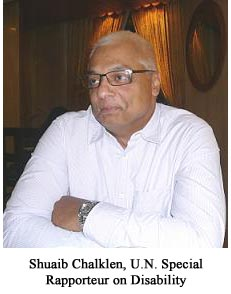 Shuaib Chalklen, U.N. Special
Rapporteur on Disability